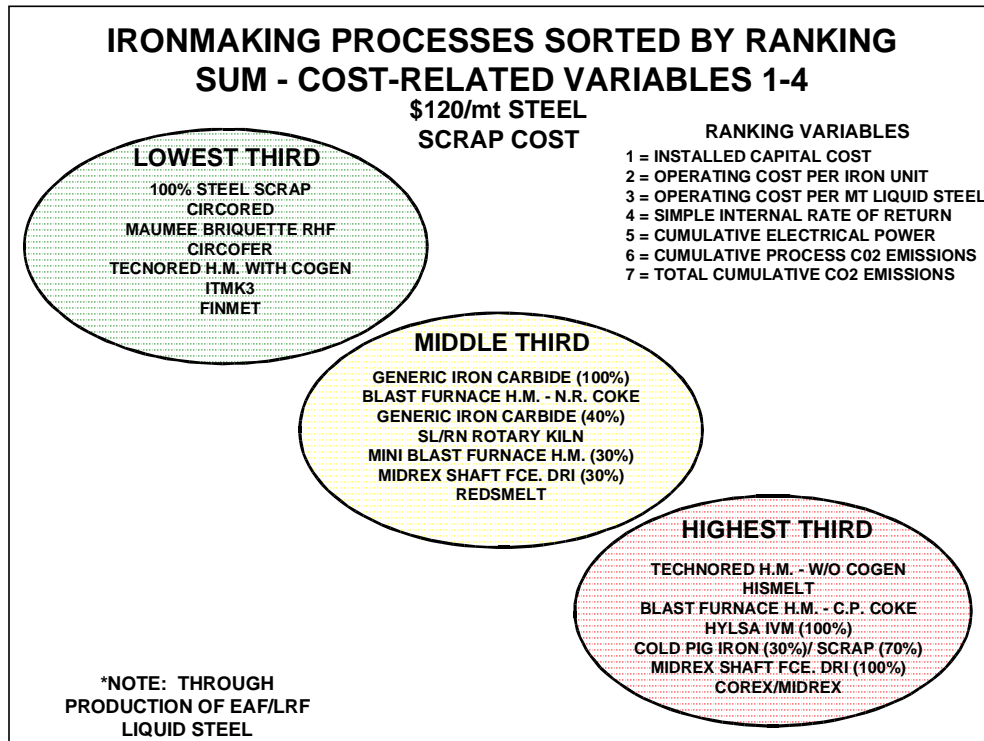 IRONMAKING PROCESSES SORTED BY RANKING
SUM - COST-RELATED VARIABLES 1-4
$120/mt STEEL
SCRAP COST
RANKING VARIABLES
1 = INSTALLED CAPITAL COST
2 = OPERATING COST PER IRON UNIT
3 = OPERATING COST PER MT LIQUID STEEL
4 = SIMPLE INTERNAL RATE OF RETURN
5 = CUMULATIVE ELECTRICAL POWER
6 = CUMULATIVE PROCESS C02 EMISSIONS
7 = TOTAL CUMULATIVE CO2 EMISSIONS
LOWEST THIRD
100% STEEL SCRAP
CIRCORED
MAUMEE BRIQUETTE RHF
CIRCOFER
TECNORED H.M. WITH COGEN
ITMK3
FINMET
MIDDLE THIRD
GENERIC IRON CARBIDE (100%)
BLAST FURNACE H.M. - N.R. COKE
GENERIC IRON CARBIDE (40%)
SL/RN ROTARY KILN
MINI BLAST FURNACE H.M. (30%)
MIDREX SHAFT FCE. DRI (30%)
REDSMELT
HIGHEST THIRD
TECHNORED H.M. - W/O COGEN
HISMELT
BLAST FURNACE H.M. - C.P. COKE
HYLSA IVM (100%)
COLD PIG IRON (30%)/ SCRAP (70%)
MIDREX SHAFT FCE. DRI (100%)
COREX/MIDREX
*NOTE: THROUGH
PRODUCTION OF EAF/LRF
LIQUID STEEL